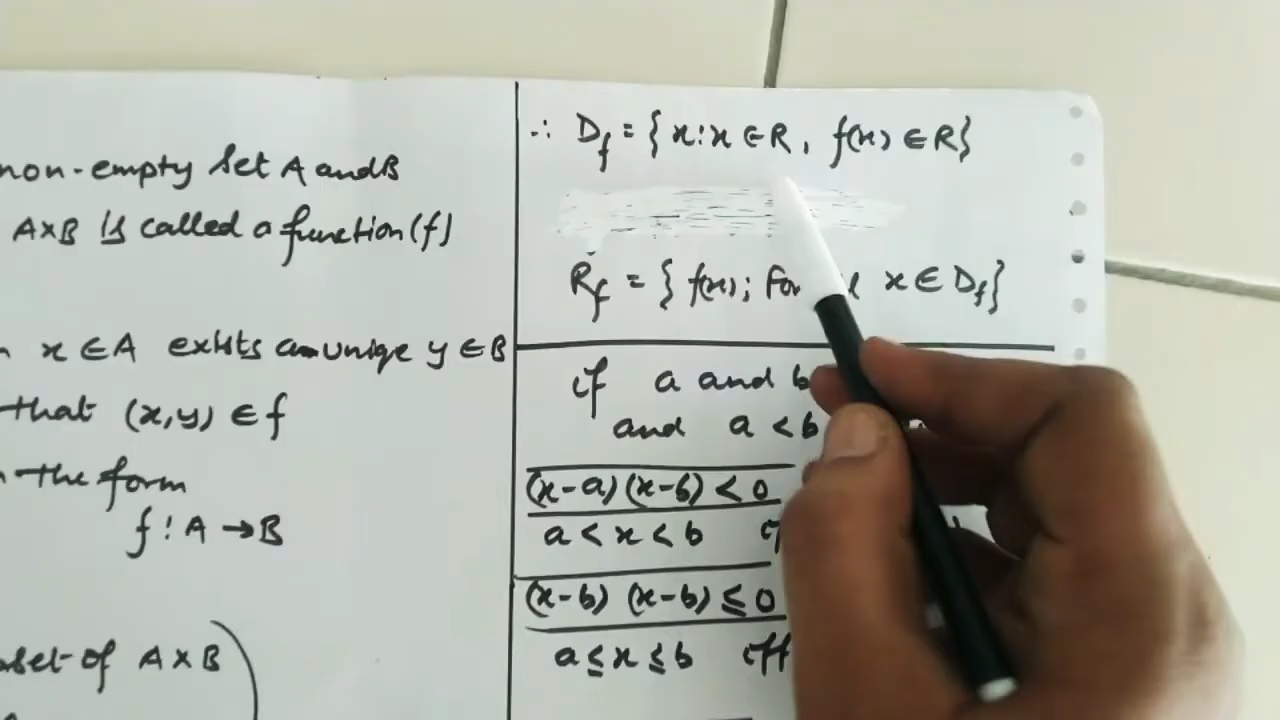 non-empty set A and B
A×B is called a function (f)
x ∈ A exists a unique y ∈ B
that (x,y) ∈ f
the form
f : A → B
set of A × B
∴ D_f = { x : x ∈ R, f(x) ∈ R}
R_f = { f(x) ; For x ∈ D_f}
if a and b
and a < b
(x-a) (x-b) < 0
a < x < b
(x-b) (x-b) ≤ 0
a ≤ x ≤ b iff